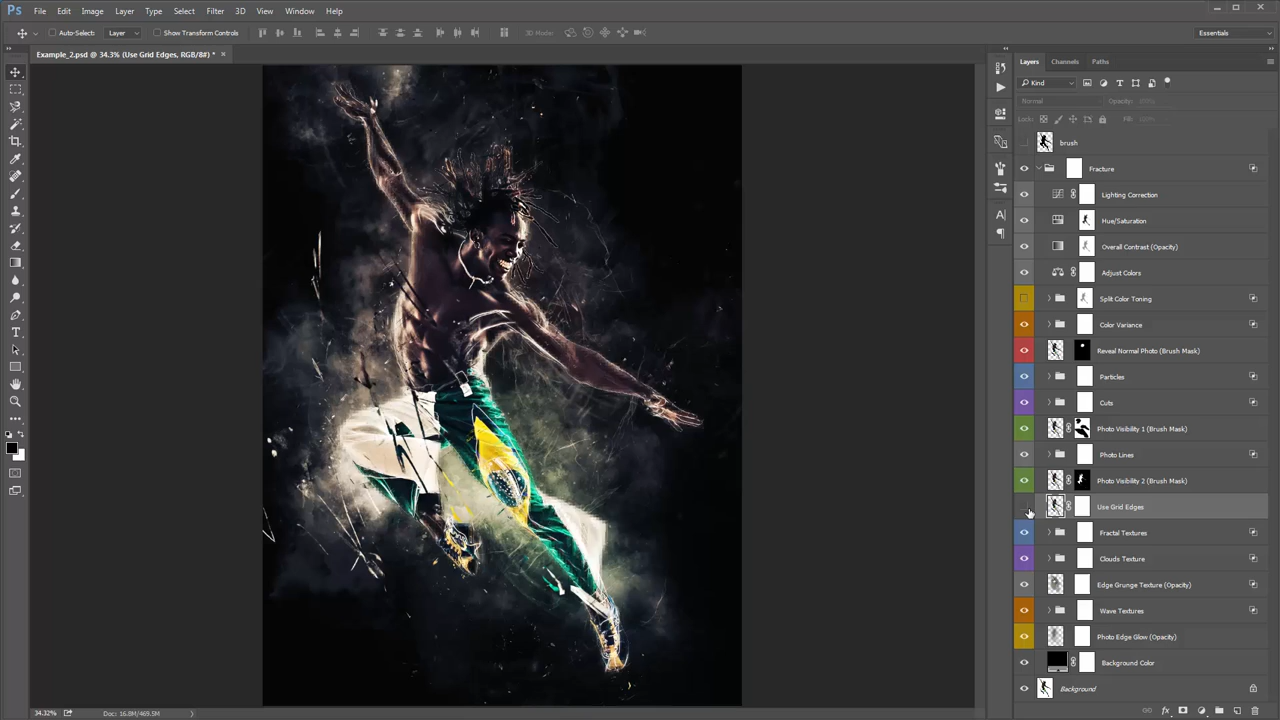 Ps File Edit Image Layer Type Select Filter 3D View Window Help
Auto-Select: Layer Show Transform Controls 3D Mode: Essentials
Example_2.psd @ 34.3% (Use Grid Edges, RGB/8#) * ×
Layers Channels Paths
Kind
Normal Opacity: 100%
Lock: Fill: 100%
brush
Fracture
Lighting Correction
Hue/Saturation
Overall Contrast (Opacity)
Adjust Colors
Split Color Toning
Color Variance
Reveal Normal Photo (Brush Mask)
Particles
Cuts
Photo Visibility 1 (Brush Mask)
Photo Lines
Photo Visibility 2 (Brush Mask)
Use Grid Edges
Fractal Textures
Clouds Texture
Edge Grunge Texture (Opacity)
Wave Textures
Photo Edge Glow (Opacity)
Background Color
Background
34.32% Doc: 16.8M/469.5M